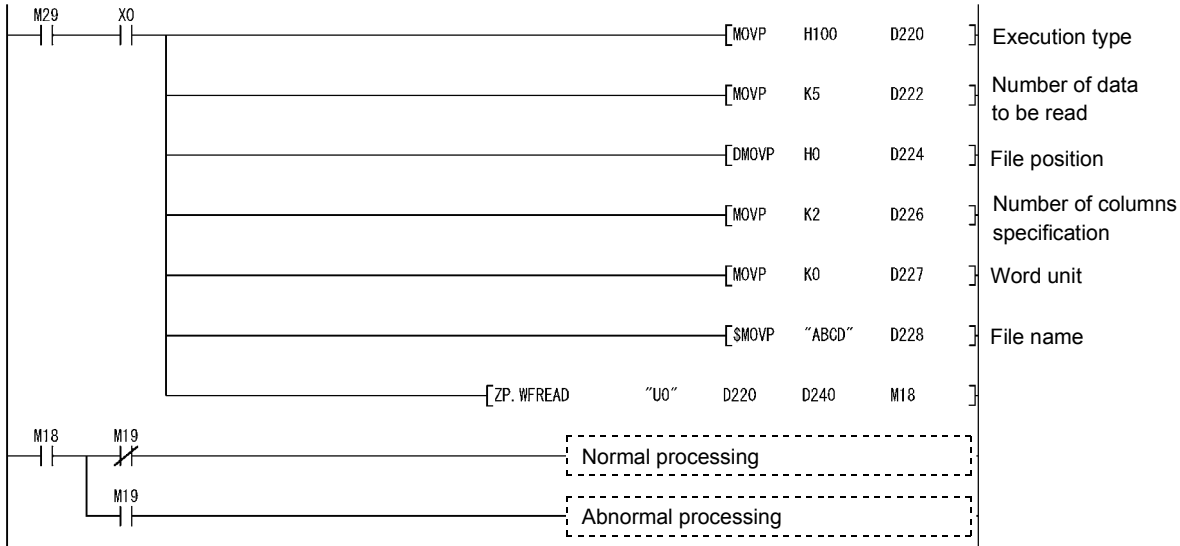 M29 X0
[MOVP H100 D220 ] Execution type
[MOVP K5 D222 ] Number of data
to be read
[DMOVP H0 D224 ] File position
[MOVP K2 D226 ] Number of columns
specification
[MOVP K0 D227 ] Word unit
[$MOVP "ABCD" D228 ] File name
[ZP.WFREAD "U0" D220 D240 M18 ]
M18 M19
Normal processing
M19
Abnormal processing